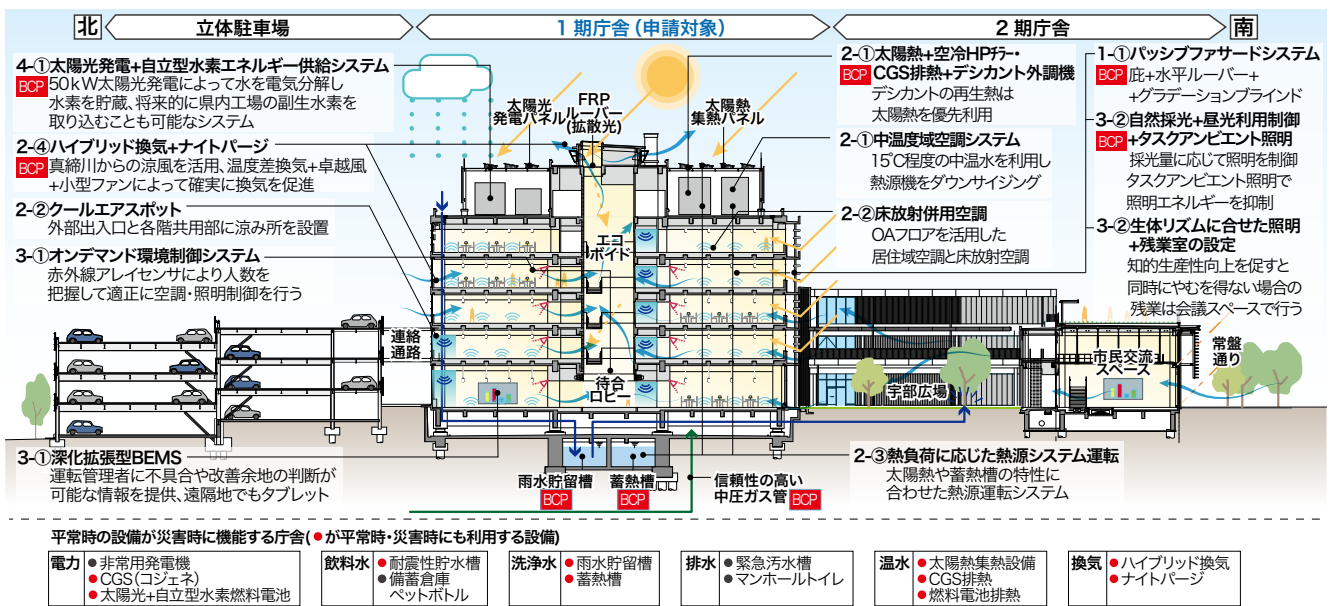 北
立体駐車場
1期庁舎(申請対象)
2期庁舎
南
4-①太陽光発電+自立型水素エネルギー供給システム
BCP
50kW太陽光発電によって水を電気分解し
水素を貯蔵、将来的に県内工場の副生水素を
取り込むことも可能なシステム
2-④ハイブリッド換気+ナイトパージ
BCP
真締川からの涼風を活用、温度差換気+卓越風
+小型ファンによって確実に換気を促進
2-②クールエアスポット
外部出入口と各階共用部に涼み所を設置
3-①オンデマンド環境制御システム
赤外線アレイセンサにより人数を
把握して適正に空調・照明制御を行う
太陽光
発電パネル
FRP
ルーバー
(拡散光)
太陽熱
集熱パネル
エコ
ボイド
待合
ロビー
連絡
通路
2-①太陽熱+空冷HPチラー・
BCP
CGS排熱+デシカント外調機
デシカントの再生熱は
太陽熱を優先利用
2-①中温度域空調システム
15℃程度の中温水を利用し
熱源機をダウンサイジング
2-②床放射併用空調
OAフロアを活用した
居住域空調と床放射空調
1-①パッシブファサードシステム
BCP
庇+水平ルーバー+
+グラデーションブラインド
3-②自然採光+昼光利用制御
BCP
+タスクアンビエント照明
採光量に応じて照明を制御
タスクアンビエント照明で
照明エネルギーを抑制
3-②生体リズムに合せた照明
+残業室の設定
知的生産性向上を促すと
同時にやむを得ない場合の
残業は会議スペースで行う
宇部広場
市民交流
スペース
常盤
通り
3-①深化拡張型BEMS
運転管理者に不具合や改善余地の判断が
可能な情報を提供、遠隔地でもタブレット
雨水貯留槽
BCP
蓄熱槽
BCP
信頼性の高い
中圧ガス管
BCP
2-③熱負荷に応じた熱源システム運転
太陽熱や蓄熱槽の特性に
合わせた熱源運転システム
平常時の設備が災害時に機能する庁舎(●が平常時・災害時にも利用する設備)
電力
●非常用発電機
●CGS(コジェネ)
●太陽光+自立型水素燃料電池
飲料水
●耐震性貯水槽
●備蓄倉庫
ペットボトル
洗浄水
●雨水貯留槽
●蓄熱槽
排水
●緊急汚水槽
●マンホールトイレ
温水
●太陽熱集熱設備
●CGS排熱
●燃料電池排熱
換気
●ハイブリッド換気
●ナイトパージ